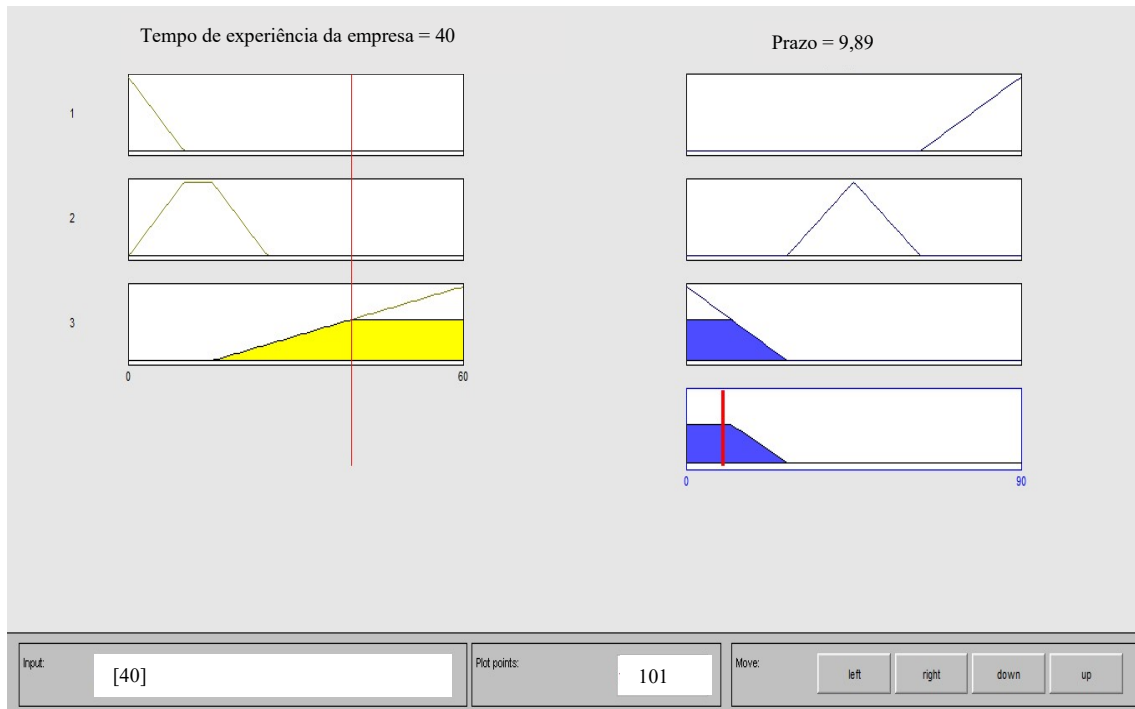 Tempo de experiência da empresa = 40
Prazo = 9,89
1
2
3
0 60
0 90
Input: [40]
Plot points: 101
Move: left right down up